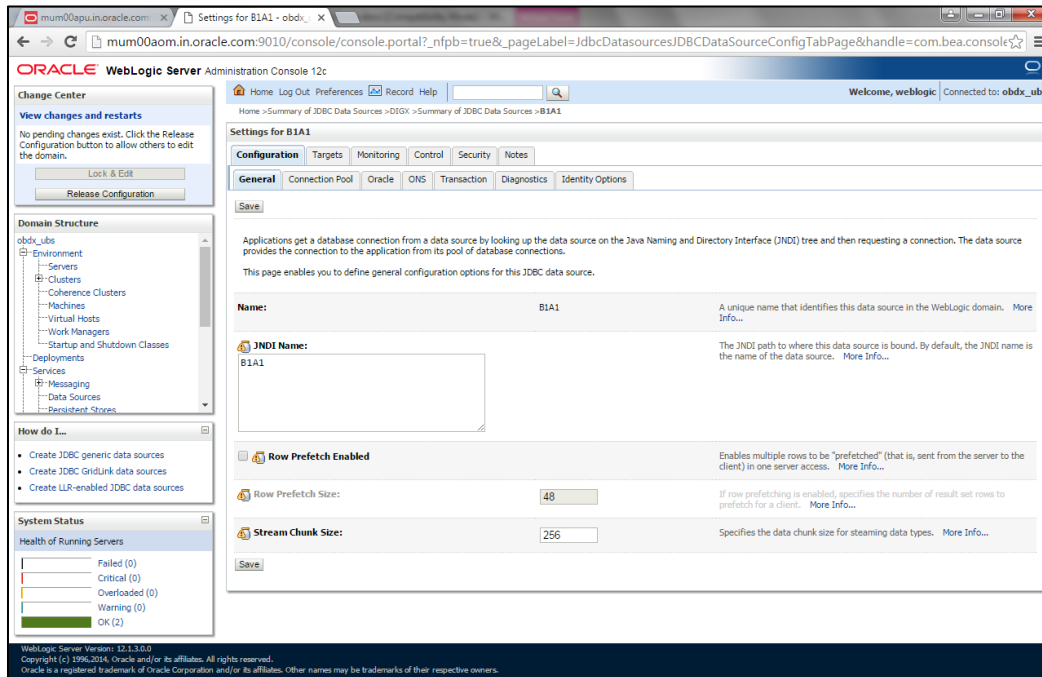 mum00apu.in.oracle.com
Settings for B1A1 - obdx_
mum00aom.in.oracle.com:9010/console/console.portal?_nfpb=true&_pageLabel=JdbcDatasourcesJDBCDataSourceConfigTabPage&handle=com.bea.console
ORACLE WebLogic Server Administration Console 12c
Change Center
View changes and restarts
No pending changes exist. Click the Release
Configuration button to allow others to edit
the domain.
Lock & Edit
Release Configuration
Domain Structure
obdx_ubs
Environment
Servers
Clusters
Coherence Clusters
Machines
Virtual Hosts
Work Managers
Startup and Shutdown Classes
Deployments
Services
Messaging
Data Sources
Persistent Stores
How do I...
Create JDBC generic data sources
Create JDBC GridLink data sources
Create LLR-enabled JDBC data sources
System Status
Health of Running Servers
Failed (0)
Critical (0)
Overloaded (0)
Warning (0)
OK (2)
Home Log Out Preferences Record Help
Welcome, weblogic Connected to: obdx_ub
Home >Summary of JDBC Data Sources >DIGX >Summary of JDBC Data Sources >B1A1
Settings for B1A1
Configuration Targets Monitoring Control Security Notes
General Connection Pool Oracle ONS Transaction Diagnostics Identity Options
Save
Applications get a database connection from a data source by looking up the data source on the Java Naming and Directory Interface (JNDI) tree and then requesting a connection. The data source
provides the connection to the application from its pool of database connections.
This page enables you to define general configuration options for this JDBC data source.
Name: B1A1 A unique name that identifies this data source in the WebLogic domain. More
Info...
JNDI Name: The JNDI path to where this data source is bound. By default, the JNDI name is
the name of the data source. More Info...
B1A1
Row Prefetch Enabled Enables multiple rows to be "prefetched" (that is, sent from the server to the
client) in one server access. More Info...
Row Prefetch Size: 48 If row prefetching is enabled, specifies the number of result set rows to
prefetch for a client. More Info...
Stream Chunk Size: 256 Specifies the data chunk size for steaming data types. More Info...
Save
WebLogic Server Version: 12.1.3.0.0
Copyright (c) 1996,2014, Oracle and/or its affiliates. All rights reserved.
Oracle is a registered trademark of Oracle Corporation and/or its affiliates. Other names may be trademarks of their respective owners.